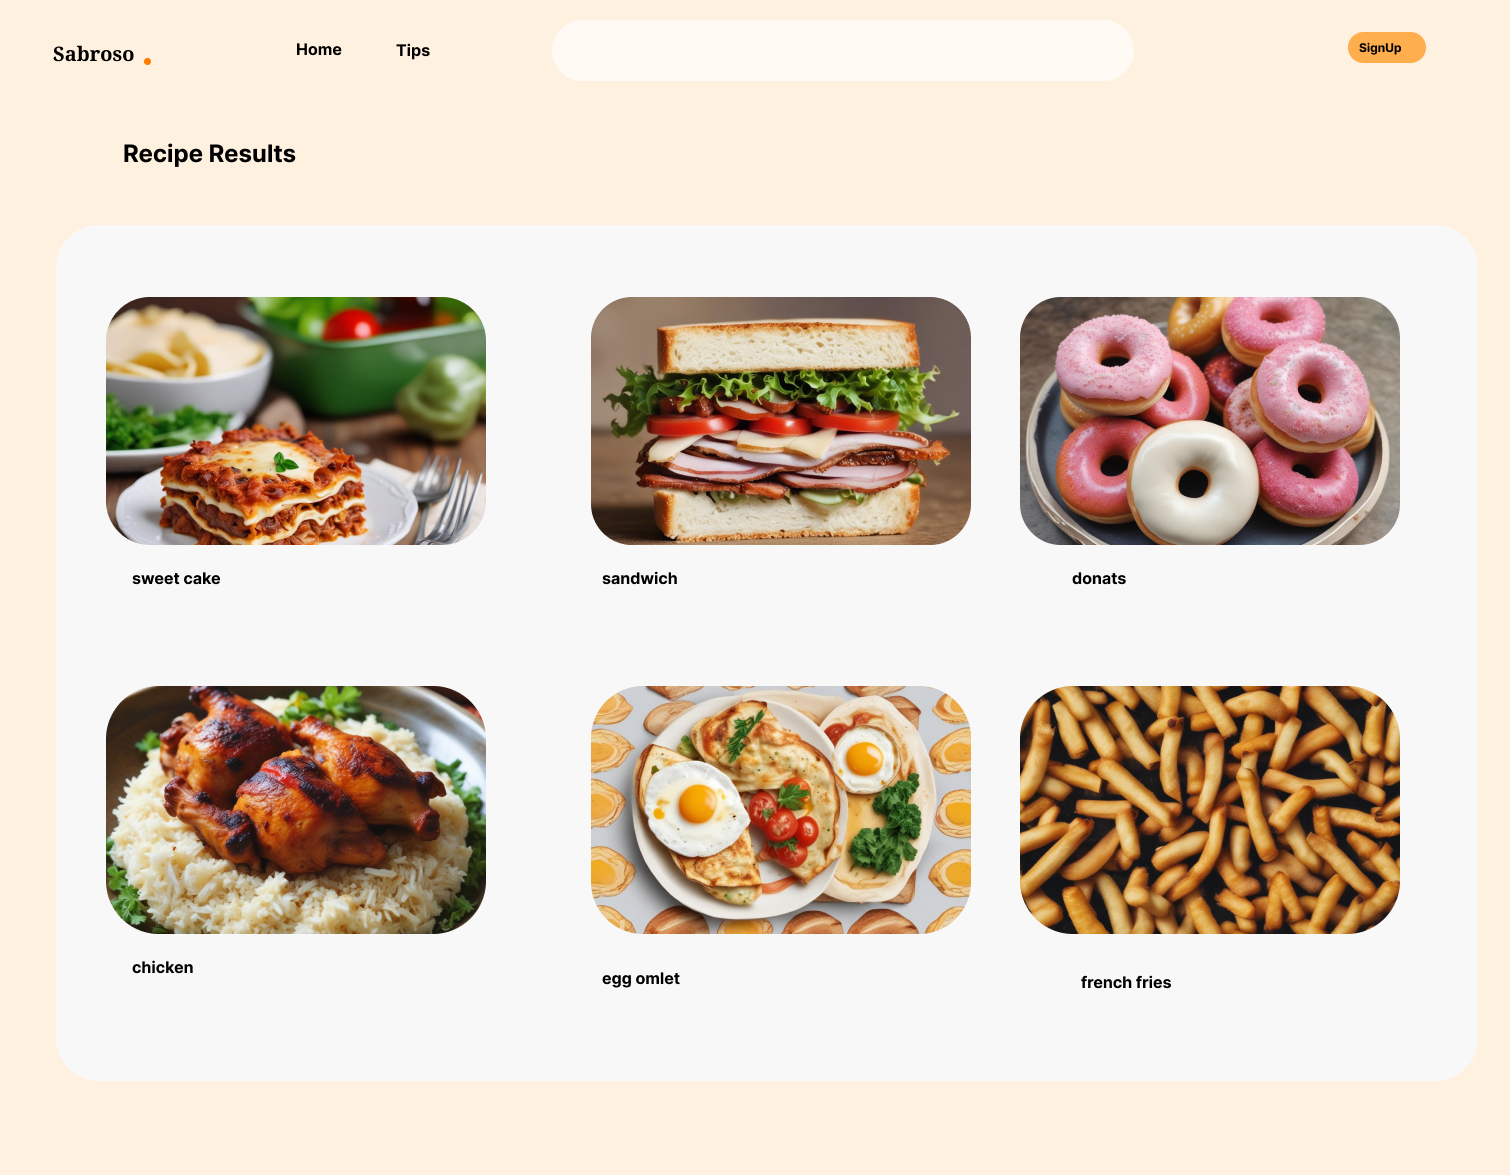 Sabroso
Home
Tips
SignUp
Recipe Results
sweet cake
sandwich
donats
chicken
egg omlet
french fries